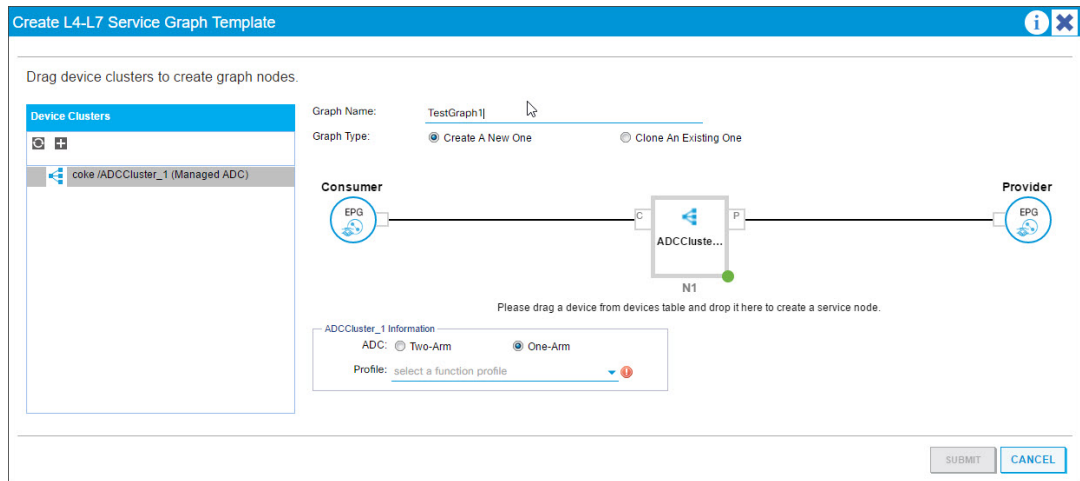 Create L4-L7 Service Graph Template
i
Drag device clusters to create graph nodes.
Device Clusters
coke /ADCCluster_1 (Managed ADC)
Graph Name: TestGraph1
Graph Type: Create A New One Clone An Existing One
Consumer
EPG
C
ADCCluste...
P
N1
Provider
EPG
Please drag a device from devices table and drop it here to create a service node.
ADCCluster_1 Information
ADC: Two-Arm One-Arm
Profile: select a function profile
SUBMIT CANCEL